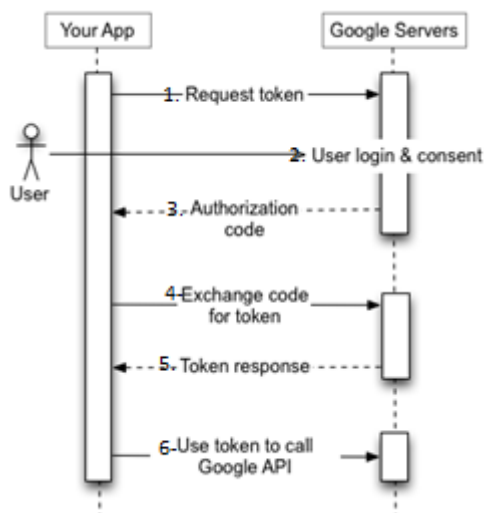 Your App
Google Servers
1. Request token
2. User login & consent
User
3. Authorization
code
4-Exchange code
for token
5. Token response
6-Use token to call
Google API